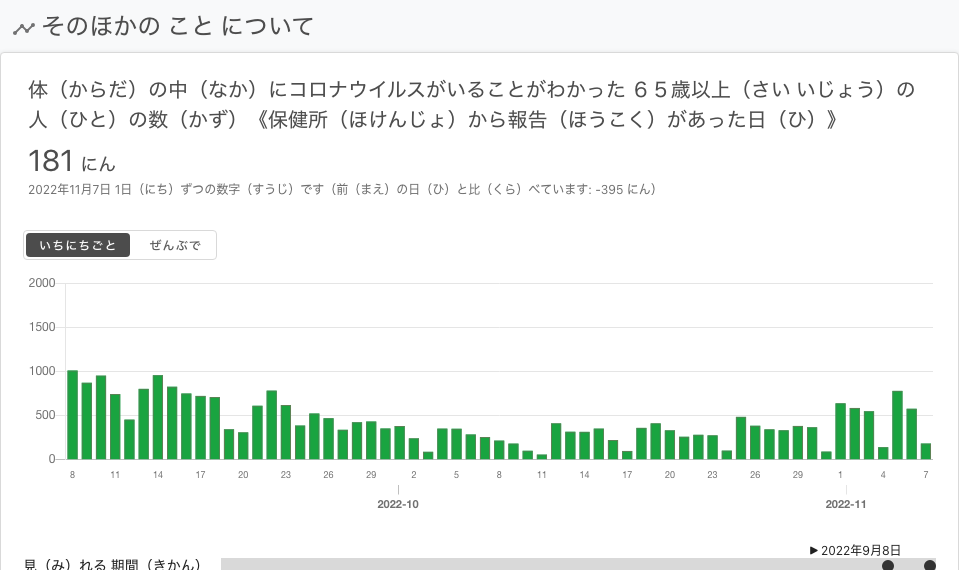 そのほかの こと について
体（からだ）の中（なか）にコロナウイルスがいることがわかった ６５歳以上（さい いじょう）の
人（ひと）の数（かず）《保健所（ほけんじょ）から報告（ほうこく）があった日（ひ）》
181 にん
2022年11月7日 1日（にち）ずつの数字（すうじ）です（前（まえ）の日（ひ）と比（くら）べています: -395 にん）
いちにちごと ぜんぶで
2000
1500
1000
500
0
8 11 14 17 20 23 26 29 2 5 8 11 14 17 20 23 26 29 1 4 7
2022-10 2022-11
▶ 2022年9月8日
見（み）れる 期間（きかん）